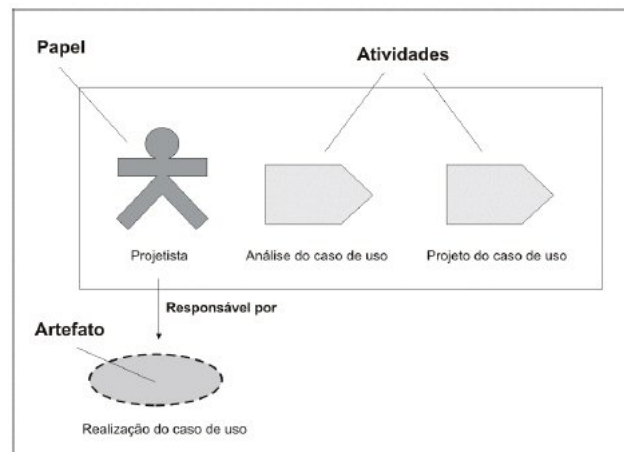 Papel
Atividades
Projetista
Análise do caso de uso
Projeto do caso de uso
Responsável por
Artefato
Realização do caso de uso